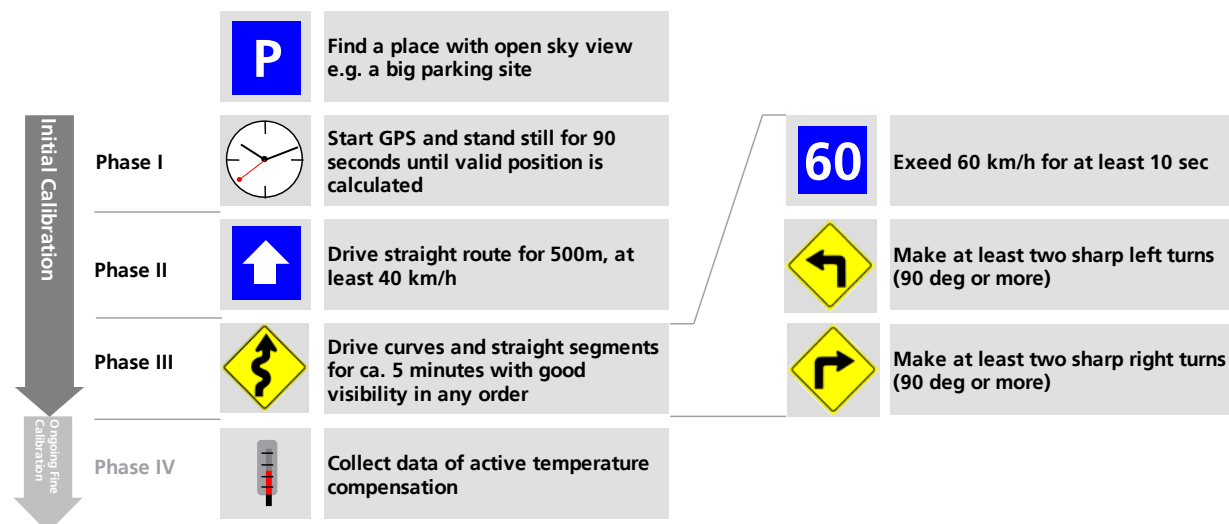 P
Find a place with open sky view
e.g. a big parking site
Initial Calibration
Phase I
Start GPS and stand still for 90
seconds until valid position is
calculated
Phase II
Drive straight route for 500m, at
least 40 km/h
Phase III
Drive curves and straight segments
for ca. 5 minutes with good
visibility in any order
60
Exeed 60 km/h for at least 10 sec
Make at least two sharp left turns
(90 deg or more)
Make at least two sharp right turns
(90 deg or more)
Ongoing Fine
Calibration
Phase IV
Collect data of active temperature
compensation